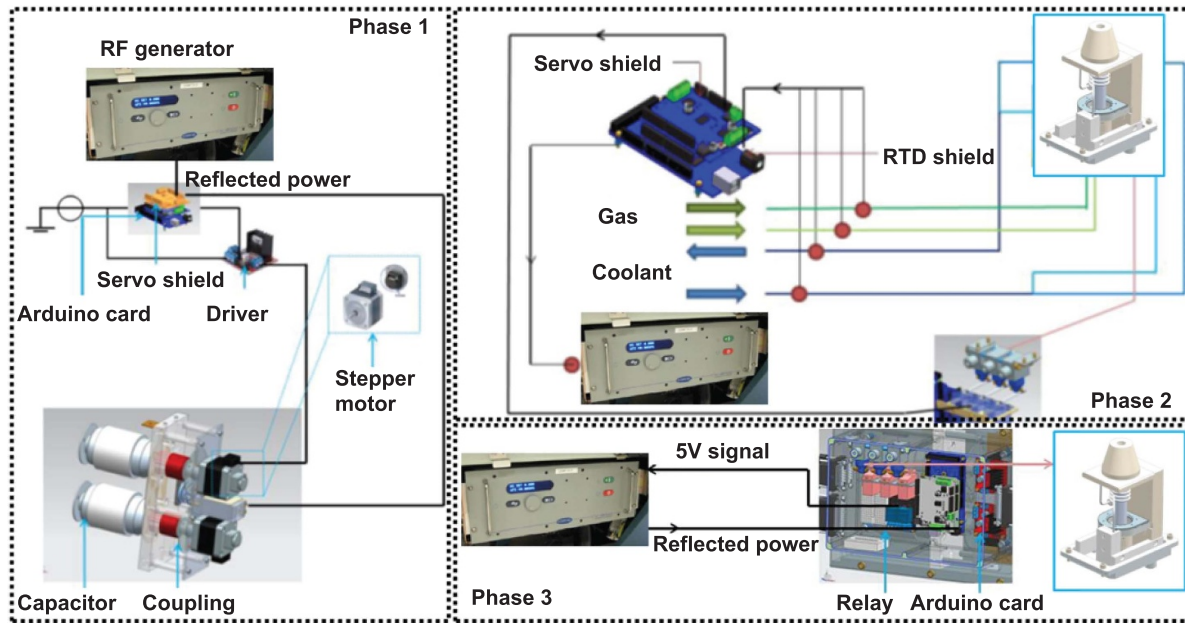 Phase 1
RF generator
Reflected power
Servo shield
Arduino card
Driver
Stepper
motor
Capacitor
Coupling
Servo shield
RTD shield
Gas
Coolant
Phase 2
5V signal
Reflected power
Phase 3
Relay
Arduino card